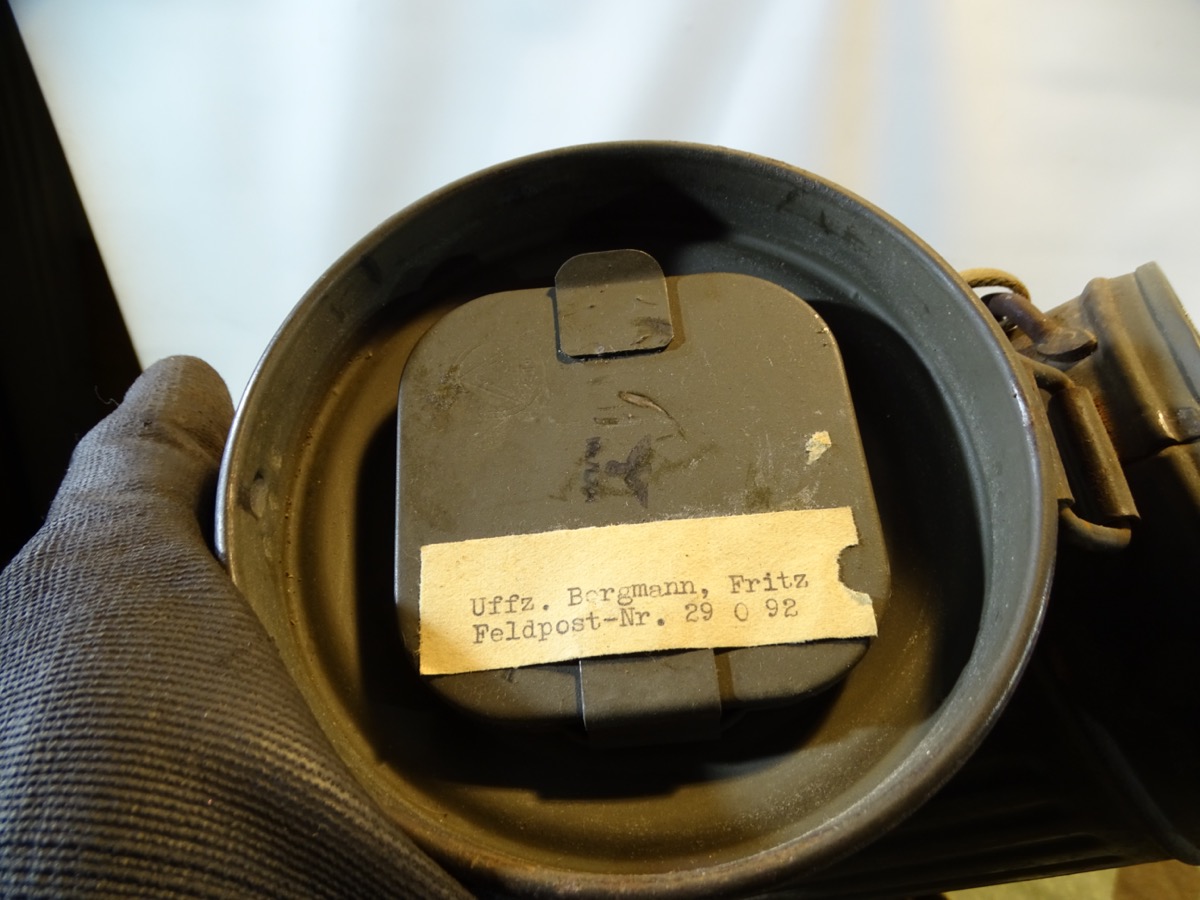 Uffz. Bergmann, Fritz
Feldpost-Nr. 29 0 92